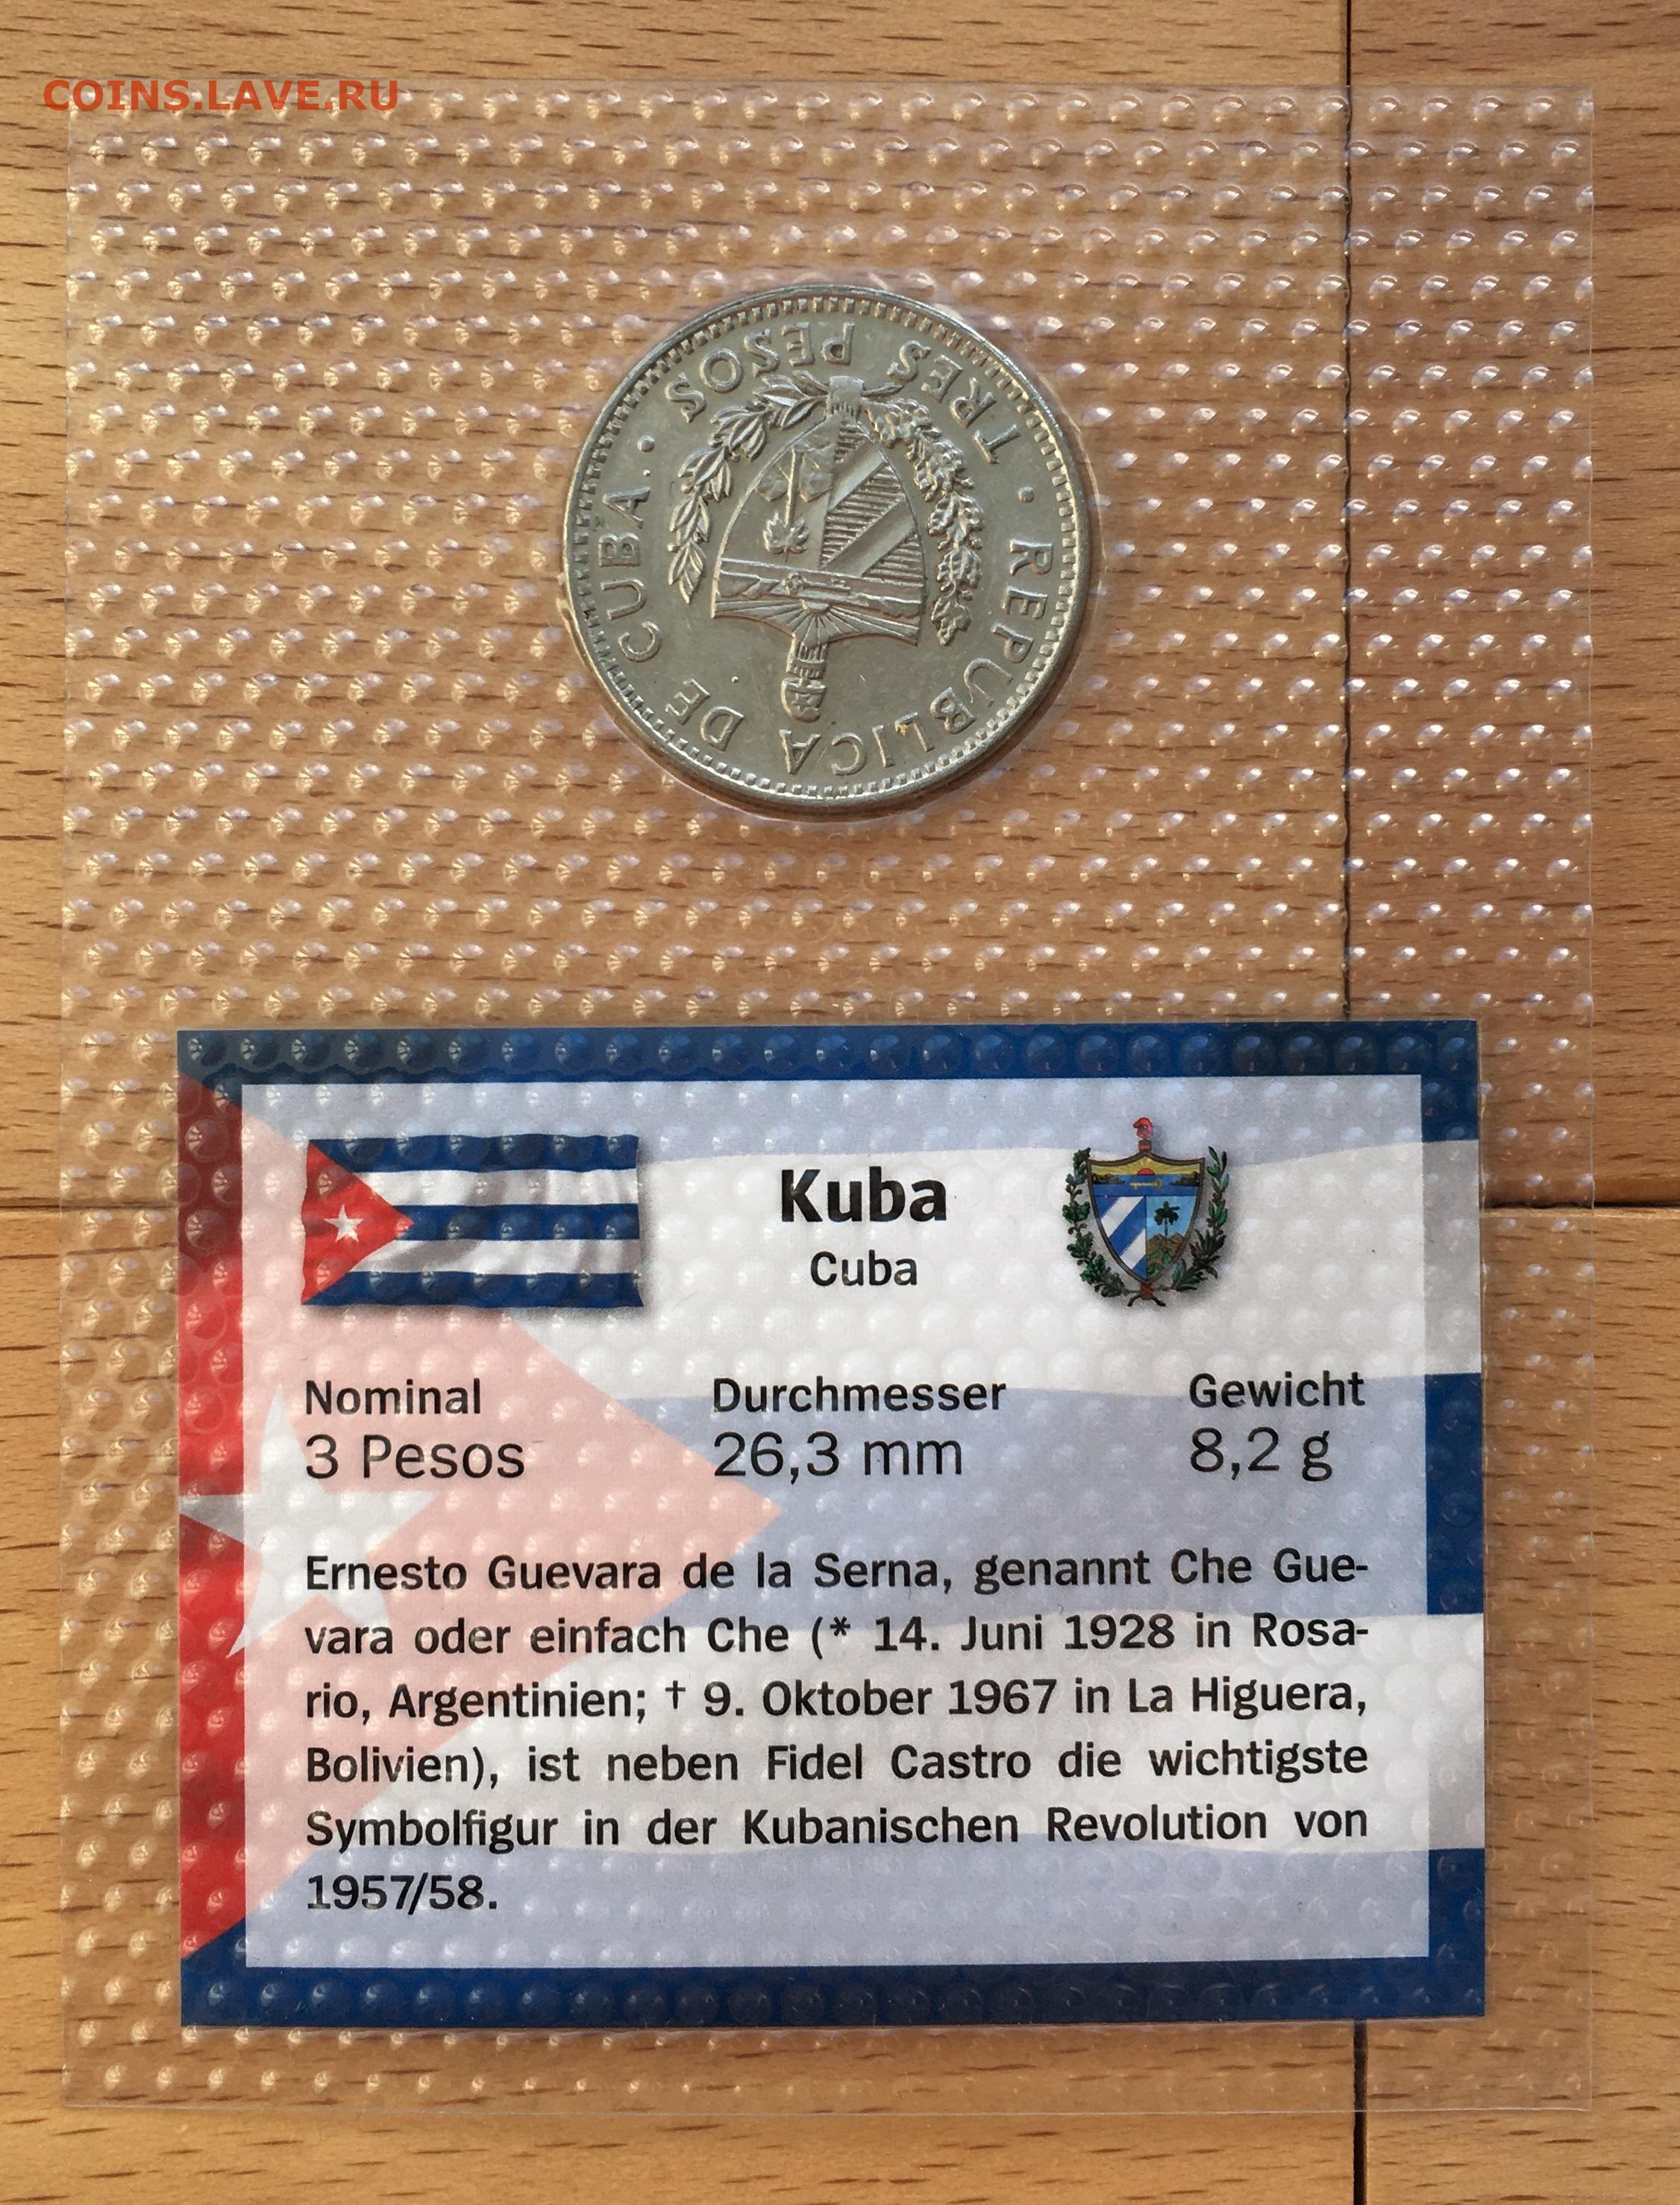 COINS.LAVE.RU
TRES PESOS
REPUBLICA DE CUBA
Kuba
Cuba
Nominal Durchmesser Gewicht
3 Pesos 26,3 mm 8,2 g
Ernesto Guevara de la Serna, genannt Che Gue-
vara oder einfach Che (* 14. Juni 1928 in Rosa-
rio, Argentinien; † 9. Oktober 1967 in La Higuera,
Bolivien), ist neben Fidel Castro die wichtigste
Symbolfigur in der Kubanischen Revolution von
1957/58.